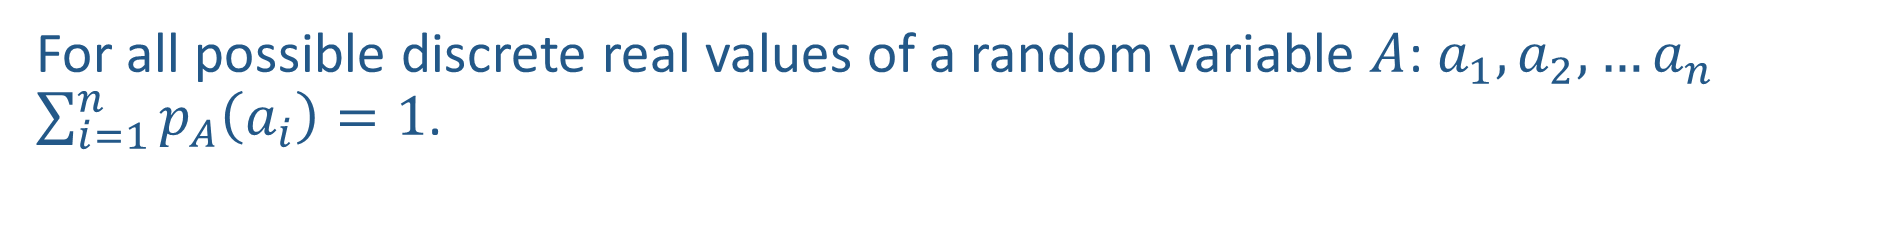 For all possible discrete real values of a random variable A: a₁, a₂, … aₙ
∑ⁿᵢ₌₁ p_A(aᵢ) = 1.